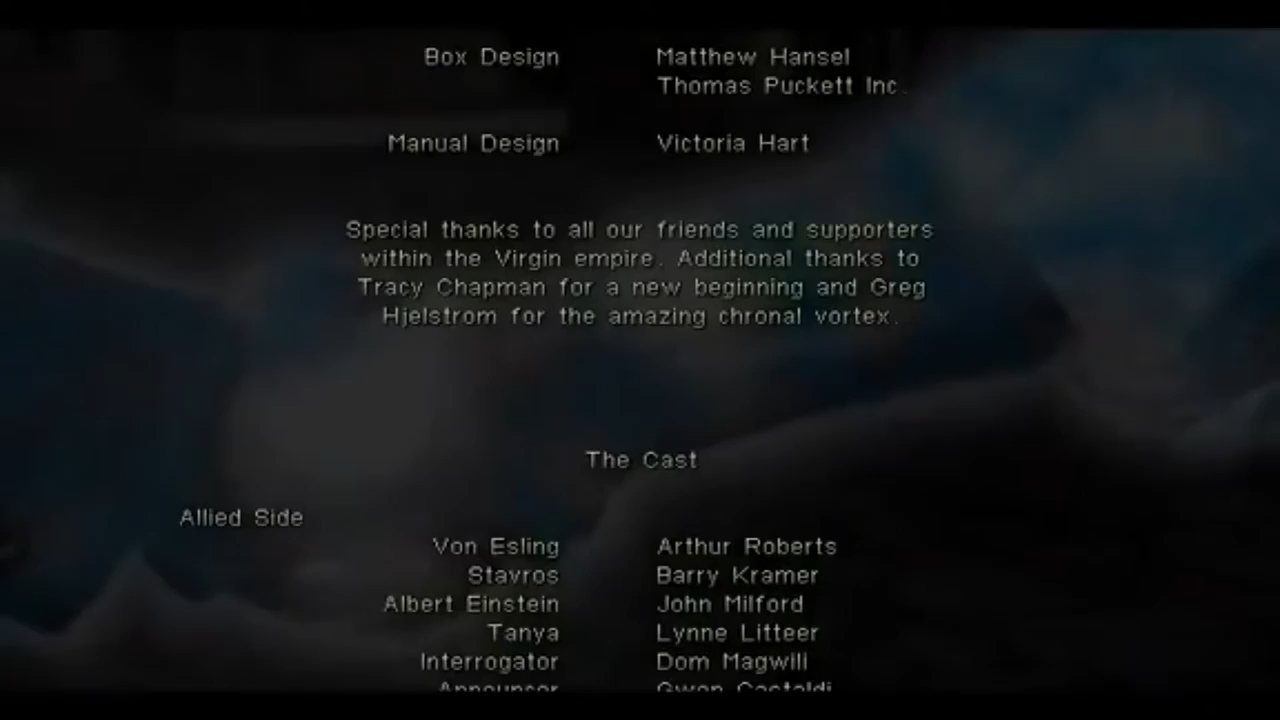 Box Design Matthew Hansel
Thomas Puckett Inc.
Manual Design Victoria Hart
Special thanks to all our friends and supporters
within the Virgin empire. Additional thanks to
Tracy Chapman for a new beginning and Greg
Hjelstrom for the amazing chronal vortex.
The Cast
Allied Side
Von Esling Arthur Roberts
Stavros Barry Kramer
Albert Einstein John Milford
Tanya Lynne Litteer
Interrogator Dom Magwili
Announser Gwen Castaldi